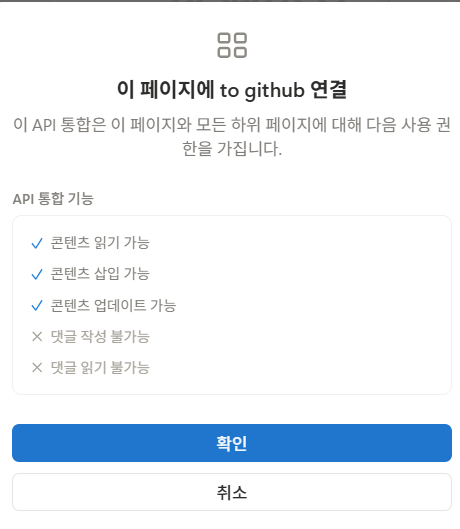 이 페이지에 to github 연결
이 API 통합은 이 페이지와 모든 하위 페이지에 대해 다음 사용 권
한을 가집니다.
API 통합 기능
콘텐츠 읽기 가능
콘텐츠 삽입 가능
콘텐츠 업데이트 가능
댓글 작성 불가능
댓글 읽기 불가능
확인
취소